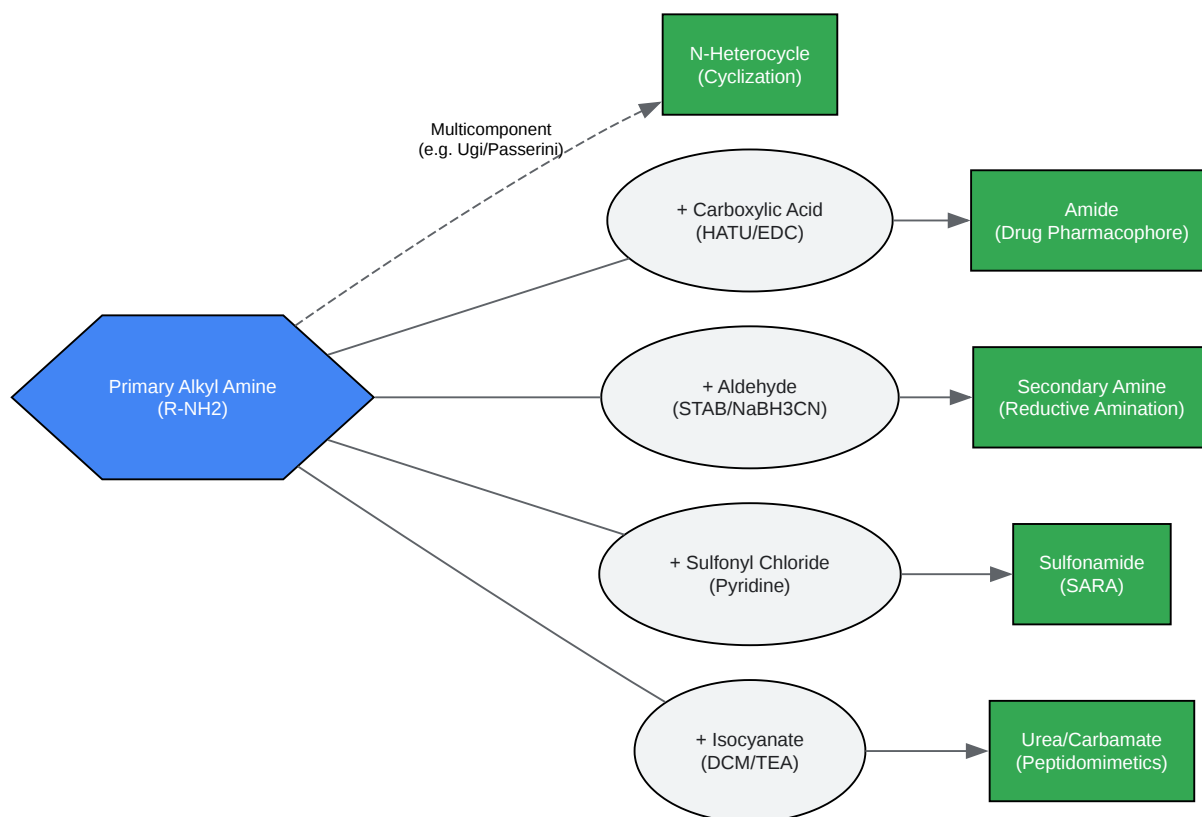 N-Heterocycle
(Cyclization)
Multicomponent
(e.g. Ugi/Passerini)
+ Carboxylic Acid
(HATU/EDC)
Amide
(Drug Pharmacophore)
Primary Alkyl Amine
(R-NH2)
+ Aldehyde
(STAB/NaBH3CN)
Secondary Amine
(Reductive Amination)
+ Sulfonyl Chloride
(Pyridine)
Sulfonamide
(SARA)
+ Isocyanate
(DCM/TEA)
Urea/Carbamate
(Peptidomimetics)